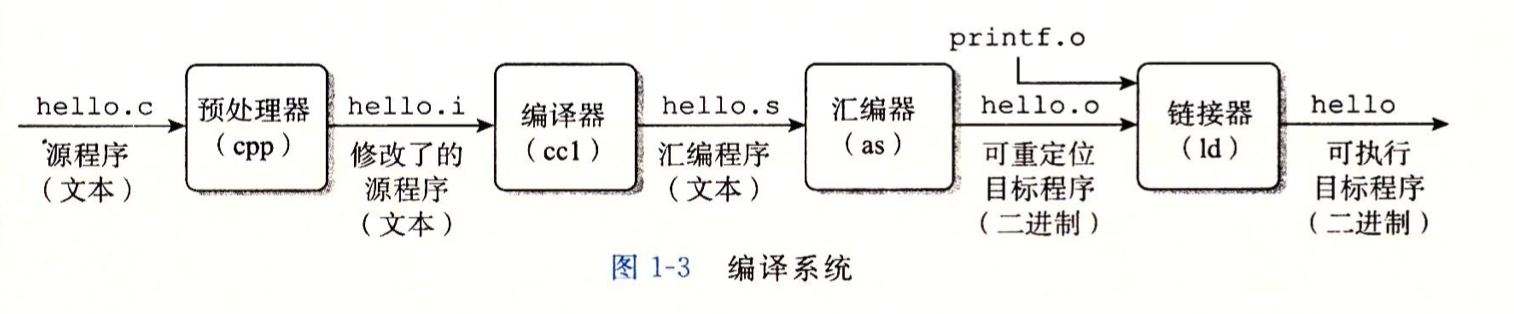 printf.o
hello.c
预处理器
(cpp)
hello.i
编译器
(cc1)
hello.s
汇编器
(as)
hello.o
链接器
(ld)
hello
源程序
(文本)
修改了的
源程序
(文本)
汇编程序
(文本)
可重定位
目标程序
(二进制)
可执行
目标程序
(二进制)
图 1-3 编译系统